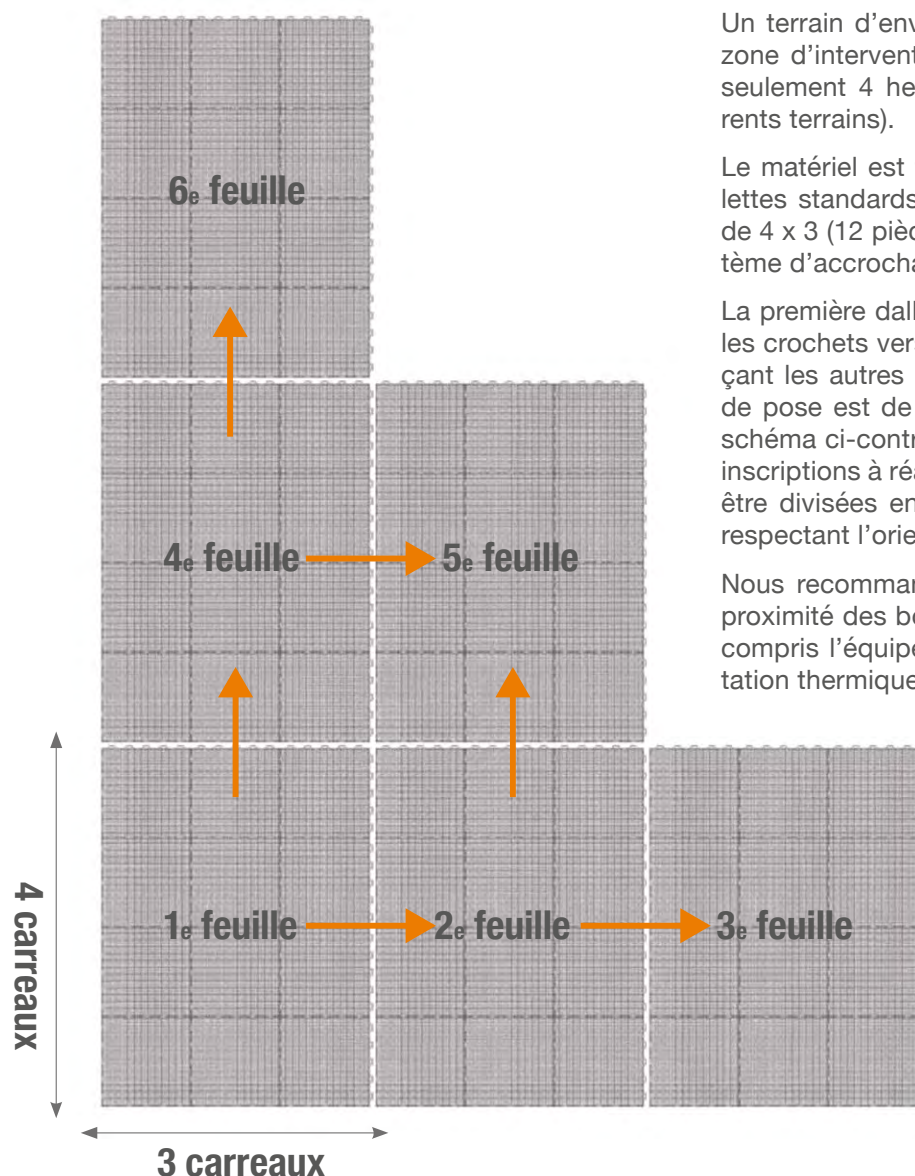 Un terrain d'env
zone d'intervent
seulement 4 he
rents terrains).
Le matériel est
lettes standards
de 4 x 3 (12 pièc
tème d'accrocha
La première dall
les crochets ver
çant les autres
de pose est de
schéma ci-contr
inscriptions à réa
être divisées en
respectant l'orie
Nous recomman
proximité des bo
compris l'équipe
tation thermique
6e feuille
4e feuille
5e feuille
1e feuille
2e feuille
3e feuille
4 carreaux
3 carreaux